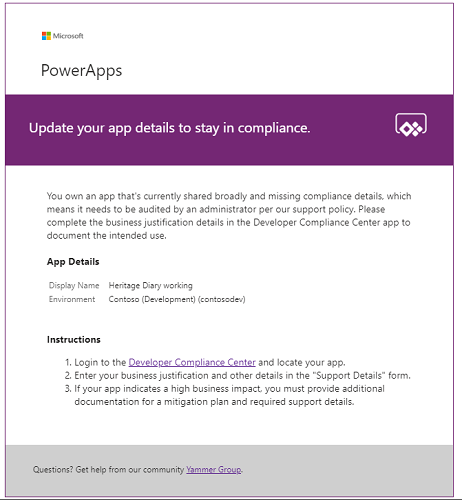 Microsoft
PowerApps
Update your app details to stay in compliance.
You own an app that's currently shared broadly and missing compliance details, which
means it needs to be audited by an administrator per our support policy. Please
complete the business justification details in the Developer Compliance Center app to
document the intended use.
App Details
Display Name Heritage Diary working
Environment Contoso (Development) (contosodev)
Instructions
1. Login to the Developer Compliance Center and locate your app.
2. Enter your business justification and other details in the "Support Details" form.
3. If your app indicates a high business impact, you must provide additional
documentation for a mitigation plan and required support details.
Questions? Get help from our community Yammer Group.